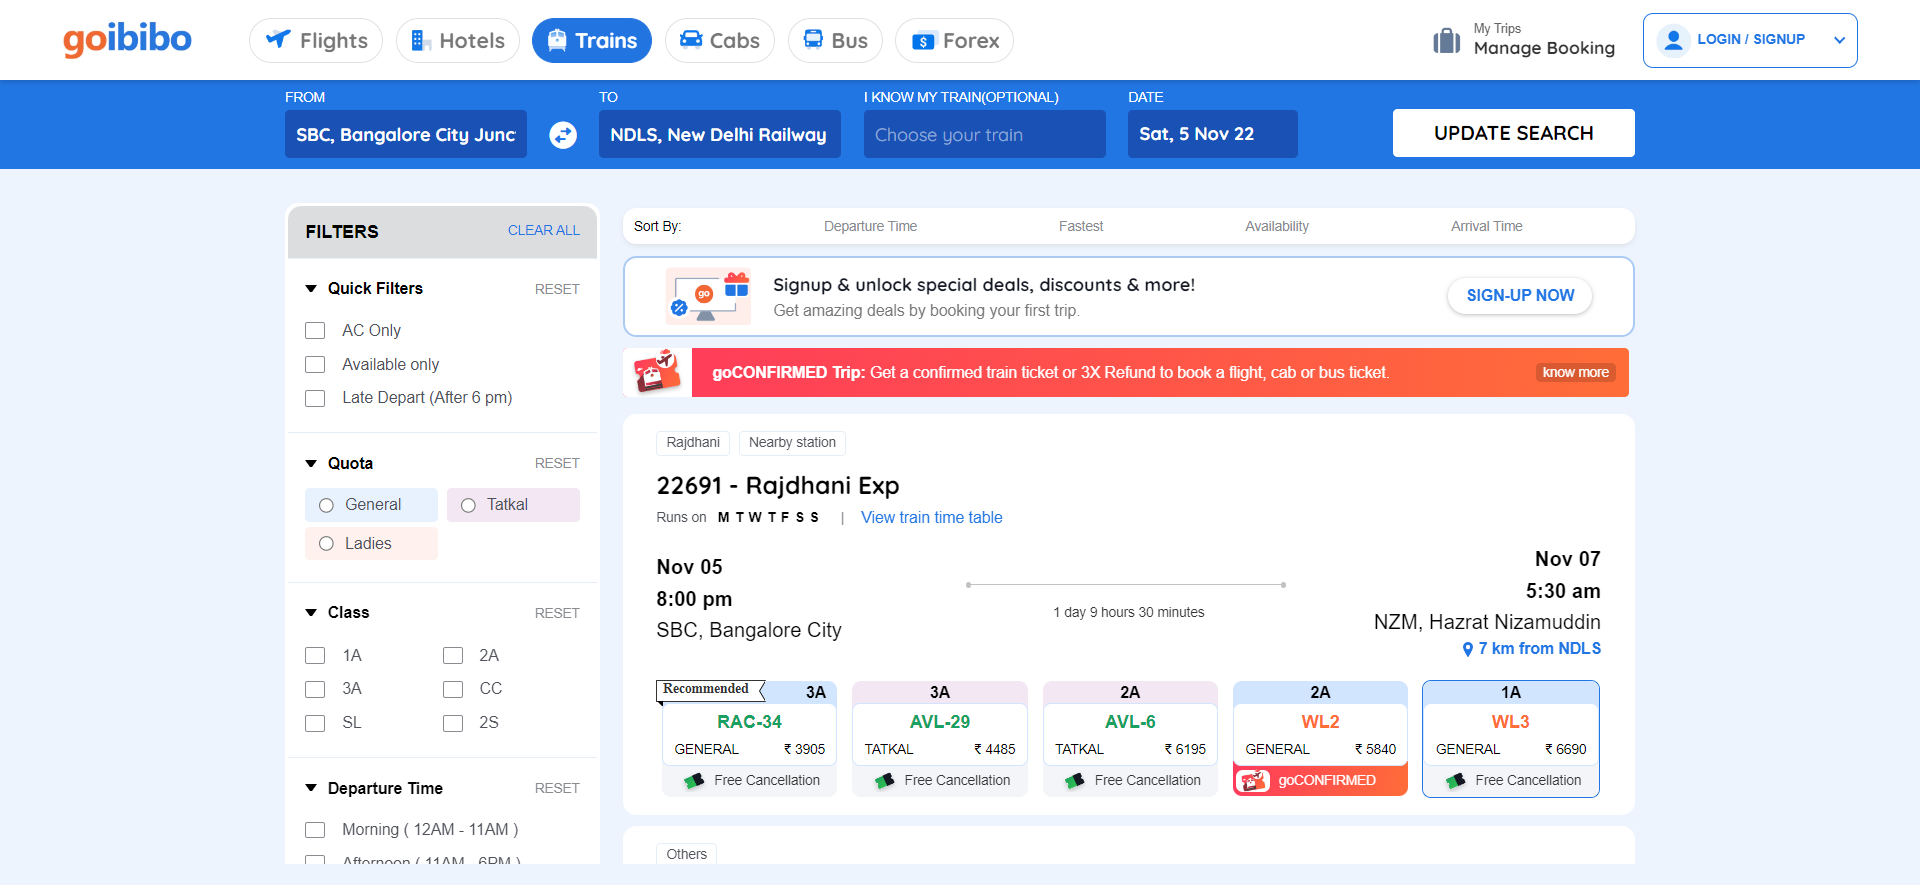 goibibo
Flights
Hotels
Trains
Cabs
Bus
Forex
My Trips
Manage Booking
LOGIN / SIGNUP
FROM
SBC, Bangalore City Junc
TO
NDLS, New Delhi Railway
I KNOW MY TRAIN(OPTIONAL)
Choose your train
DATE
Sat, 5 Nov 22
UPDATE SEARCH
FILTERS
CLEAR ALL
Quick Filters
RESET
AC Only
Available only
Late Depart (After 6 pm)
Quota
RESET
General
Tatkal
Ladies
Class
RESET
1A
2A
3A
CC
SL
2S
Departure Time
RESET
Morning ( 12AM - 11AM )
Afternoon ( 11AM - 6PM )
Sort By:
Departure Time
Fastest
Availability
Arrival Time
go
Signup & unlock special deals, discounts & more!
Get amazing deals by booking your first trip.
SIGN-UP NOW
goCONFIRMED Trip: Get a confirmed train ticket or 3X Refund to book a flight, cab or bus ticket.
know more
Rajdhani
Nearby station
22691 - Rajdhani Exp
Runs on M T W T F S S | View train time table
Nov 05
8:00 pm
SBC, Bangalore City
1 day 9 hours 30 minutes
Nov 07
5:30 am
NZM, Hazrat Nizamuddin
7 km from NDLS
Recommended
3A
RAC-34
GENERAL ₹ 3905
Free Cancellation
3A
AVL-29
TATKAL ₹ 4485
Free Cancellation
2A
AVL-6
TATKAL ₹ 6195
Free Cancellation
2A
WL2
GENERAL ₹ 5840
goCONFIRMED
1A
WL3
GENERAL ₹ 6690
Free Cancellation
Others